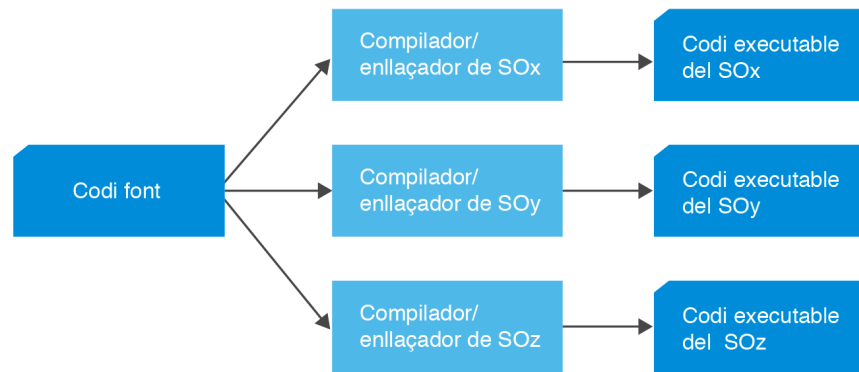 Compilador/
enllaçador de SOx
Codi executable
del SOx
Codi font
Compilador/
enllaçador de SOy
Codi executable
del SOy
Compilador/
enllaçador de SOz
Codi executable
del  SOz